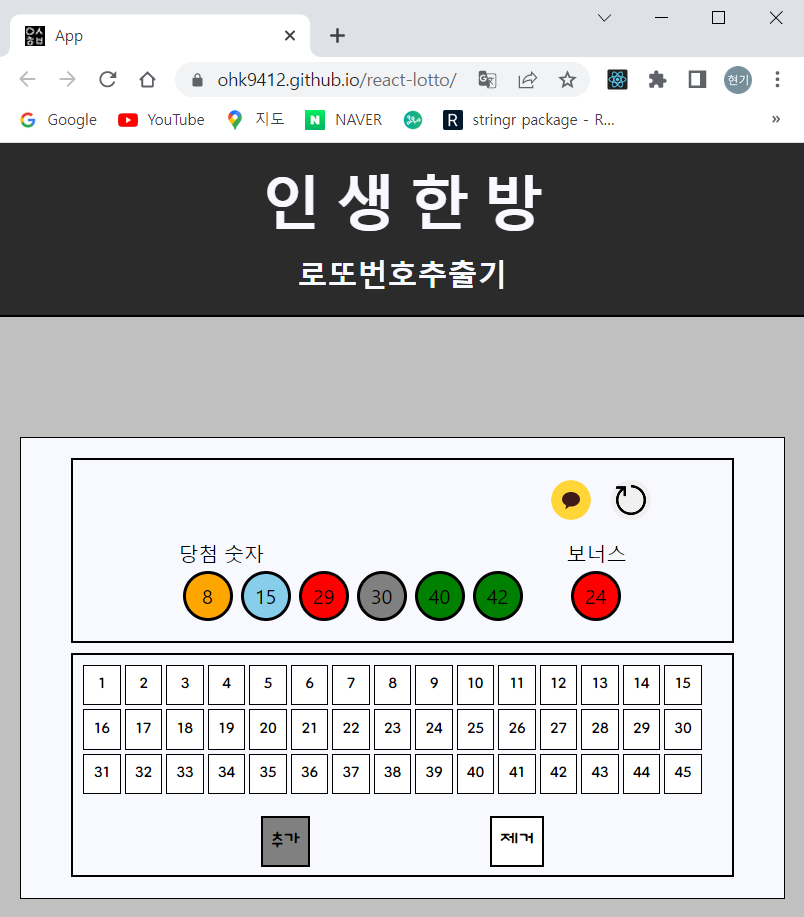 App
ohk9412.github.io/react-lotto/
현기
Google YouTube 지도 NAVER stringr package - R...
인 생 한 방
로또번호추출기
당첨 숫자 보너스
8 15 29 30 40 42 24
1 2 3 4 5 6 7 8 9 10 11 12 13 14 15
16 17 18 19 20 21 22 23 24 25 26 27 28 29 30
31 32 33 34 35 36 37 38 39 40 41 42 43 44 45
추가 제거